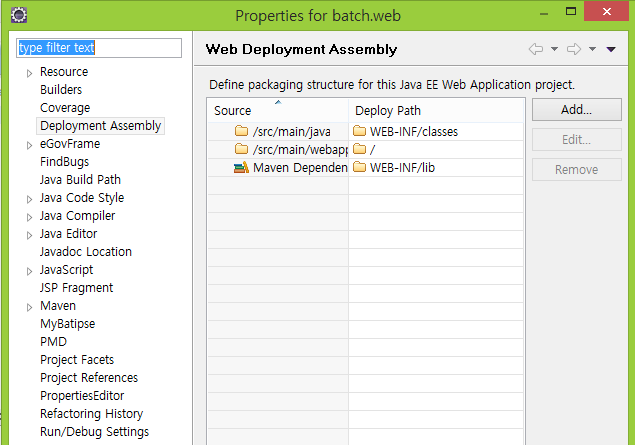 Properties for batch.web
type filter text
Resource
Builders
Coverage
Deployment Assembly
eGovFrame
FindBugs
Java Build Path
Java Code Style
Java Compiler
Java Editor
Javadoc Location
JavaScript
JSP Fragment
Maven
MyBatipse
PMD
Project Facets
Project References
PropertiesEditor
Refactoring History
Run/Debug Settings
Web Deployment Assembly
Define packaging structure for this Java EE Web Application project.
Source Deploy Path
/src/main/java WEB-INF/classes
/src/main/webapp /
Maven Dependen WEB-INF/lib
Add...
Edit...
Remove